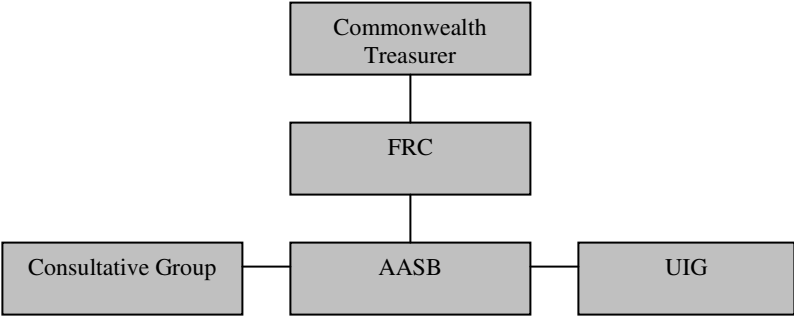 Commonwealth
Treasurer
FRC
Consultative Group
AASB
UIG